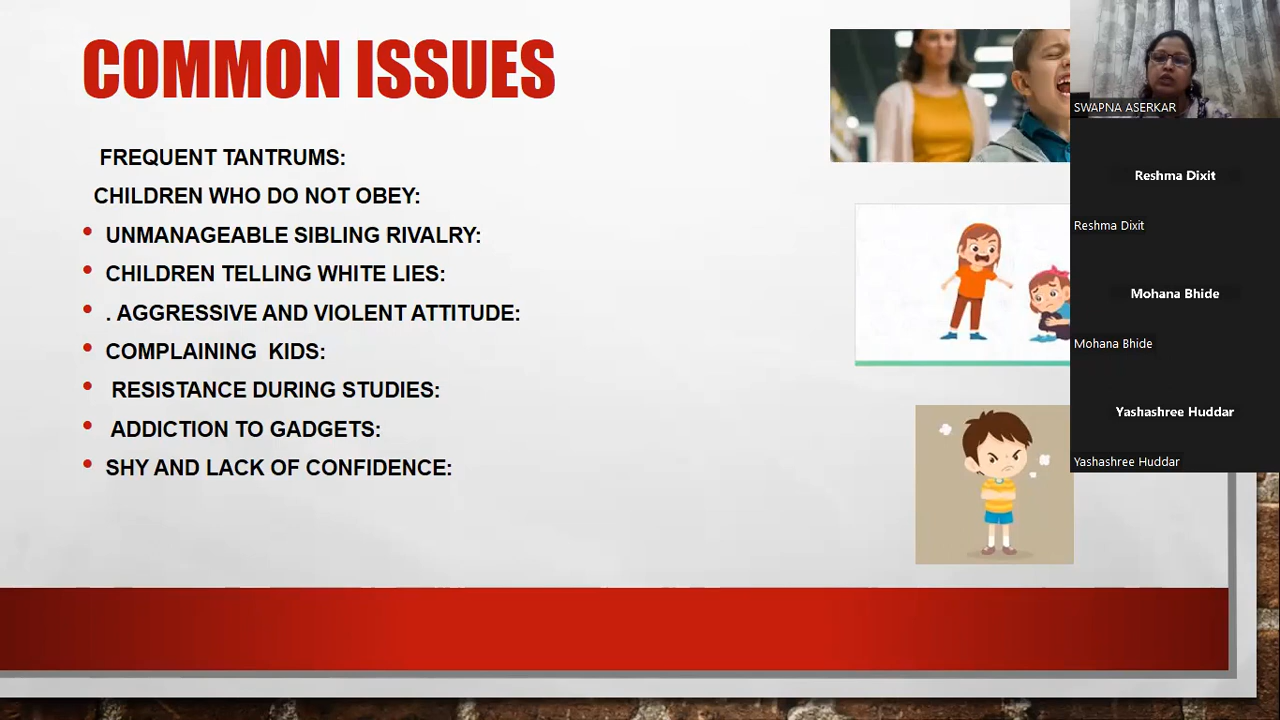 COMMON ISSUES
FREQUENT TANTRUMS:
CHILDREN WHO DO NOT OBEY:
• UNMANAGEABLE SIBLING RIVALRY:
• CHILDREN TELLING WHITE LIES:
• . AGGRESSIVE AND VIOLENT ATTITUDE:
• COMPLAINING KIDS:
• RESISTANCE DURING STUDIES:
• ADDICTION TO GADGETS:
• SHY AND LACK OF CONFIDENCE:
SWAPNA ASERKAR
Reshma Dixit
Reshma Dixit
Mohana Bhide
Mohana Bhide
Yashashree Huddar
Yashashree Huddar